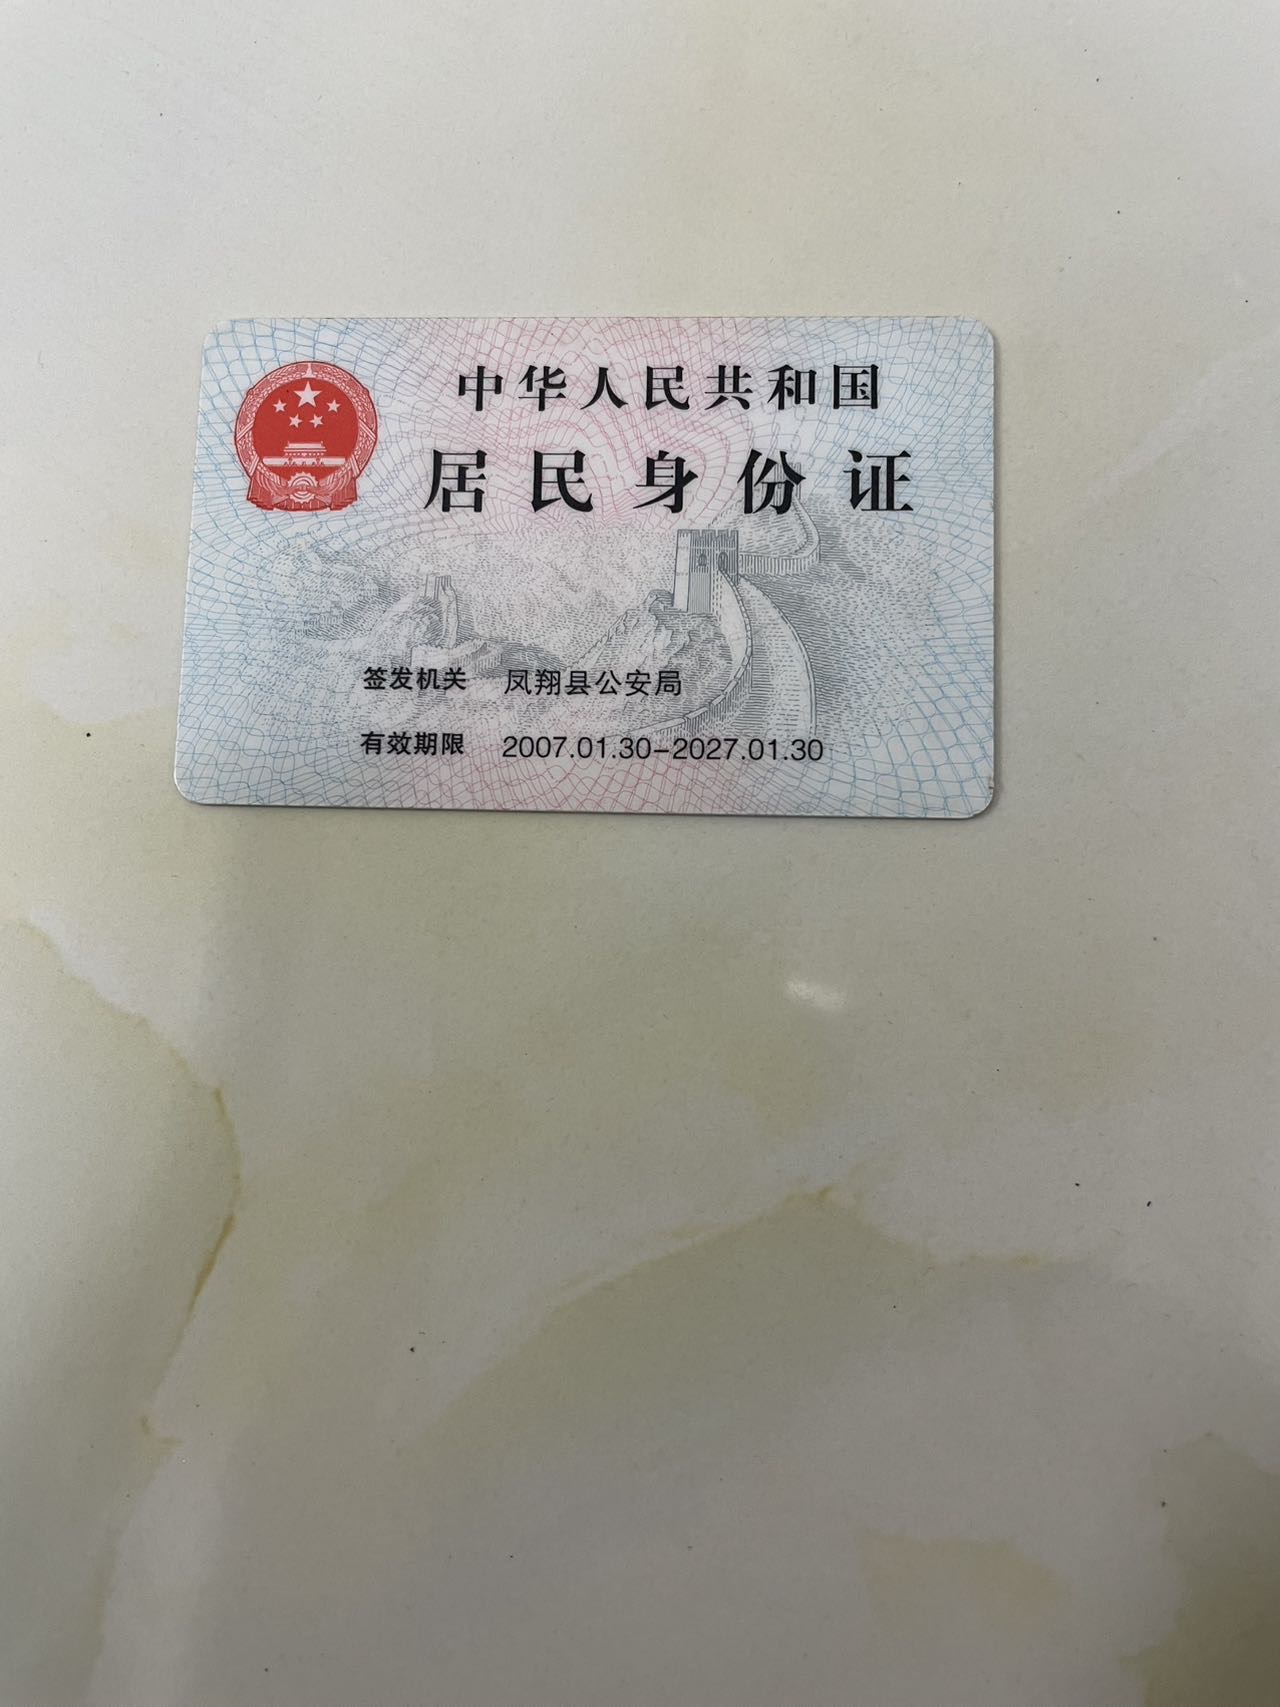 中华人民共和国
居民身份证
签发机关 凤翔县公安局
有效期限 2007.01.30-2027.01.30